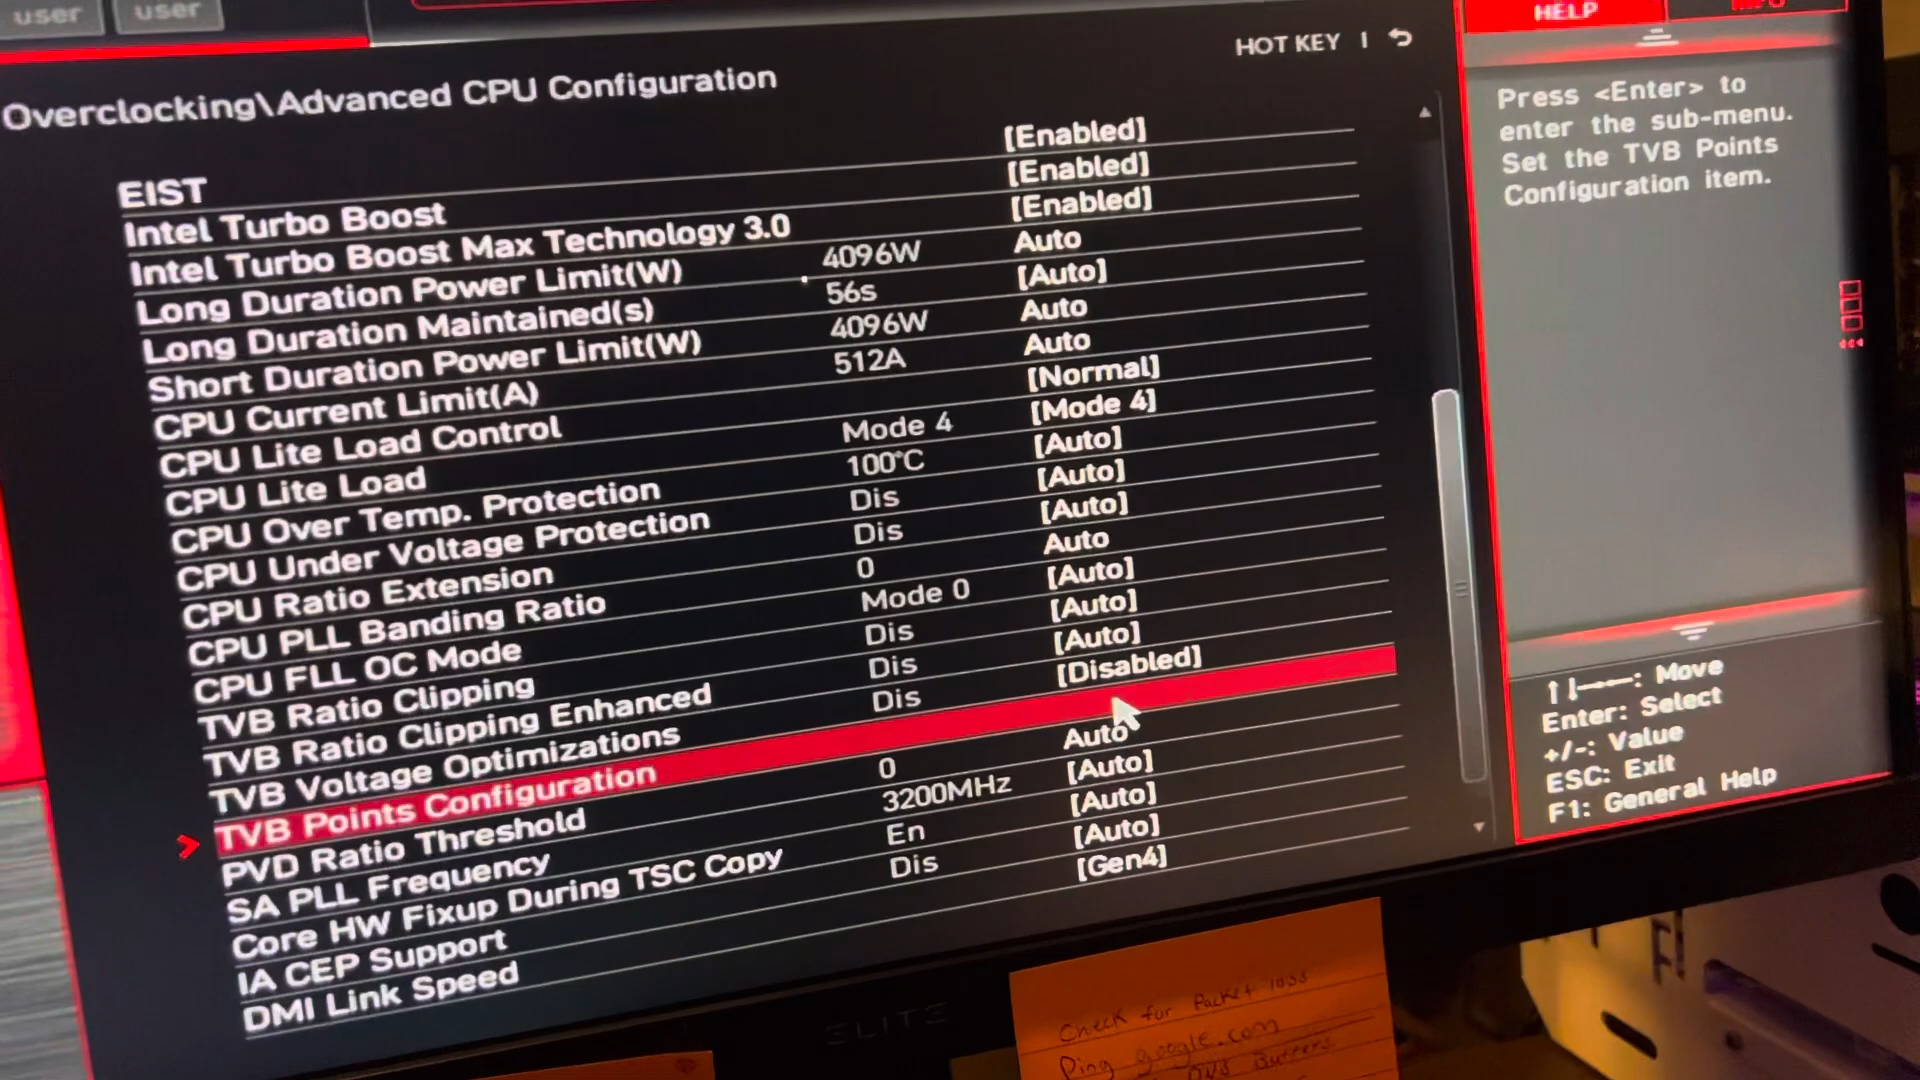 user user
HELP
HOT KEY |
Overclocking\Advanced CPU Configuration
EIST [Enabled]
Intel Turbo Boost [Enabled]
Intel Turbo Boost Max Technology 3.0 [Enabled]
Long Duration Power Limit(W) 4096W Auto
Long Duration Maintained(s) 56s [Auto]
Short Duration Power Limit(W) 4096W Auto
CPU Current Limit(A) 512A Auto
CPU Lite Load Control [Normal]
CPU Lite Load Mode 4 [Mode 4]
CPU Over Temp. Protection 100°C [Auto]
CPU Under Voltage Protection Dis [Auto]
CPU Ratio Extension Dis [Auto]
CPU PLL Banding Ratio 0 Auto
CPU FLL OC Mode Mode 0 [Auto]
TVB Ratio Clipping Dis [Auto]
TVB Ratio Clipping Enhanced Dis [Auto]
TVB Voltage Optimizations Dis [Disabled]
> TVB Points Configuration
PVD Ratio Threshold 0 Auto
SA PLL Frequency 3200MHz [Auto]
Core HW Fixup During TSC Copy En [Auto]
IA CEP Support Dis [Auto]
DMI Link Speed [Gen4]
Press <Enter> to
enter the sub-menu.
Set the TVB Points
Configuration item.
↑↓→←: Move
Enter: Select
+/-: Value
ESC: Exit
F1: General Help
ELITE
Check for Packet loss
Ping google.com